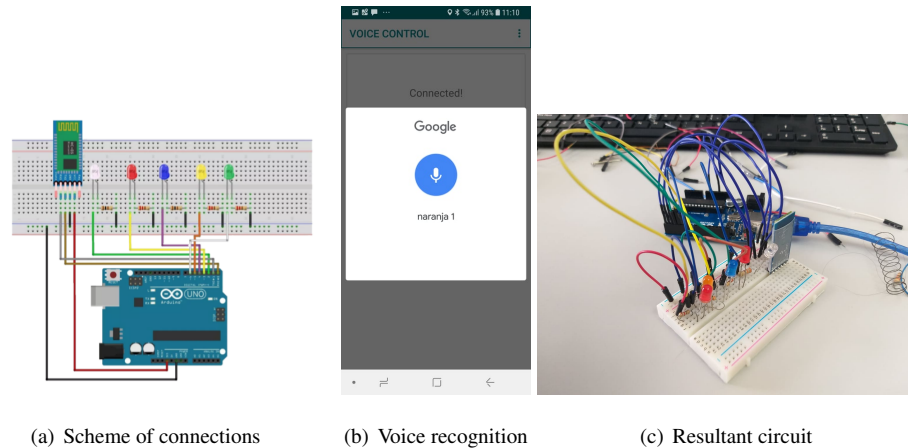 93% 11:10
VOICE CONTROL
Connected!
Google
naranja 1
UNO
(a) Scheme of connections
(b) Voice recognition
(c) Resultant circuit